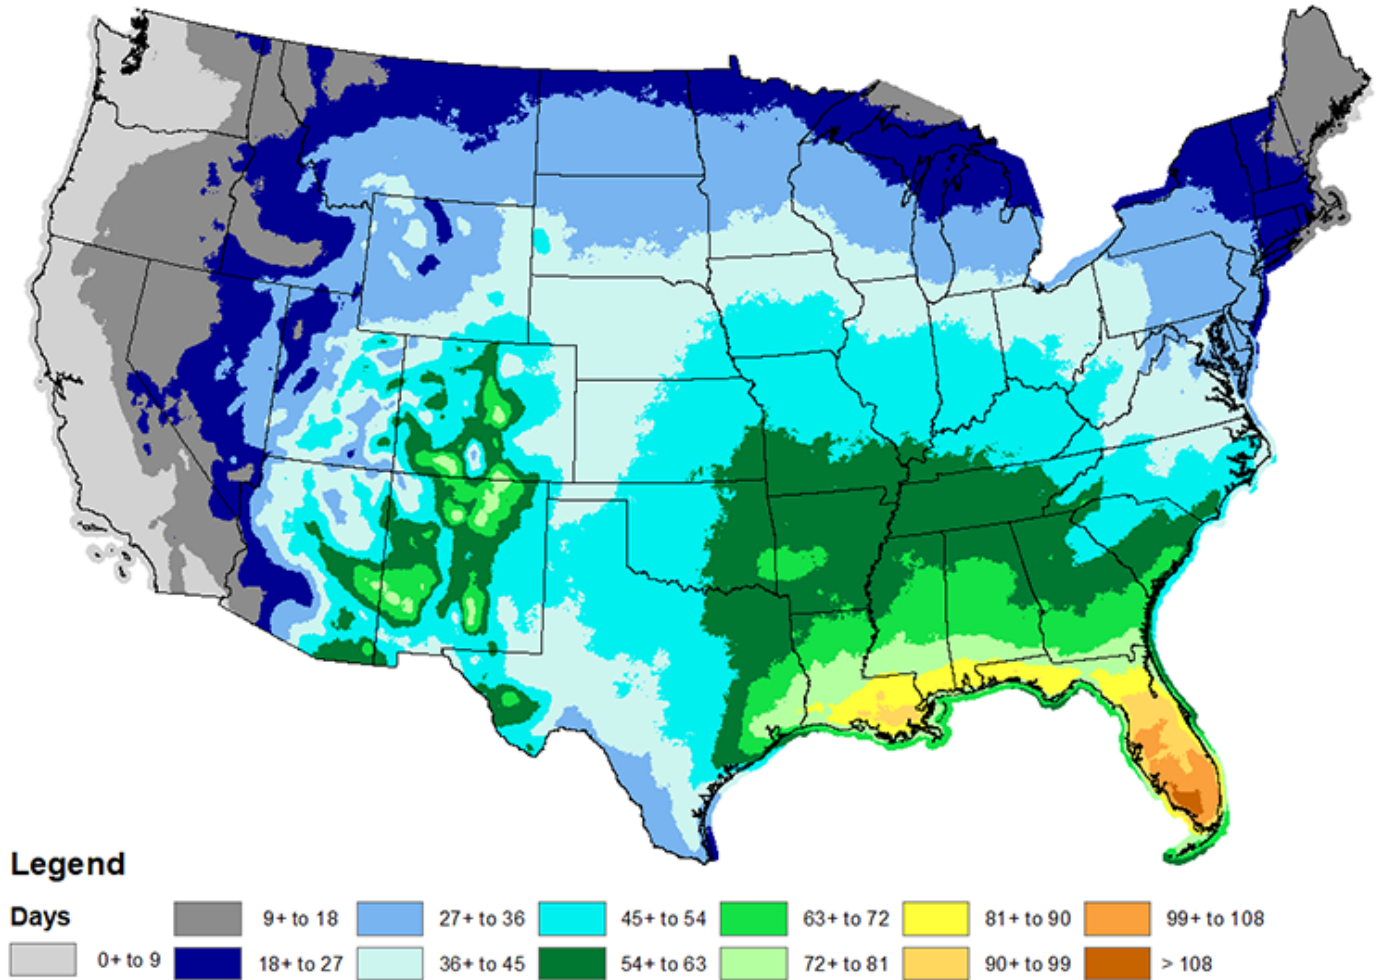 Legend
Days
9+ to 18 27+ to 36 45+ to 54 63+ to 72 81+ to 90 99+ to 108
0+ to 9 18+ to 27 36+ to 45 54+ to 63 72+ to 81 90+ to 99 > 108